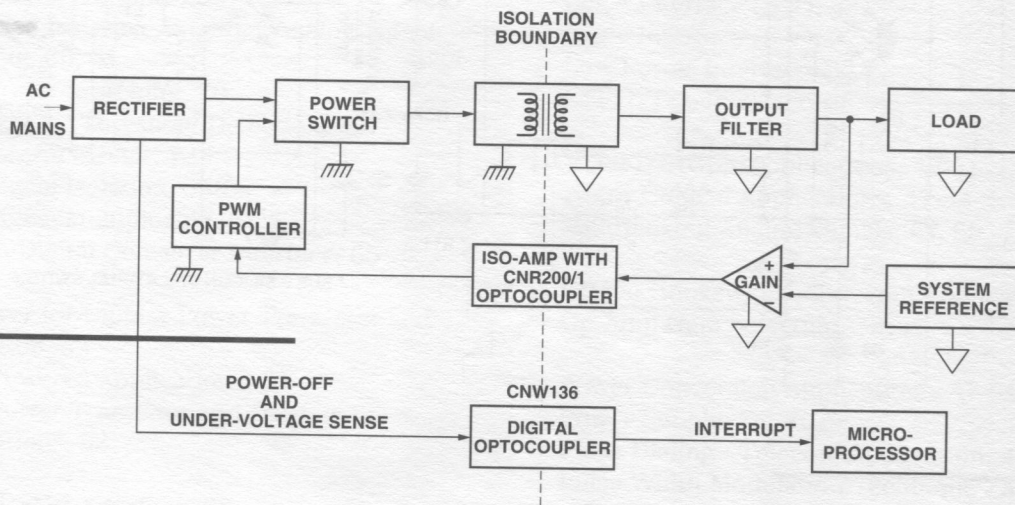 ISOLATION
BOUNDARY
AC
MAINS
RECTIFIER
POWER
SWITCH
OUTPUT
FILTER
LOAD
PWM
CONTROLLER
ISO-AMP WITH
CNR200/1
OPTOCOUPLER
+
GAIN
−
SYSTEM
REFERENCE
POWER-OFF
AND
UNDER-VOLTAGE SENSE
CNW136
DIGITAL
OPTOCOUPLER
INTERRUPT
MICRO-
PROCESSOR